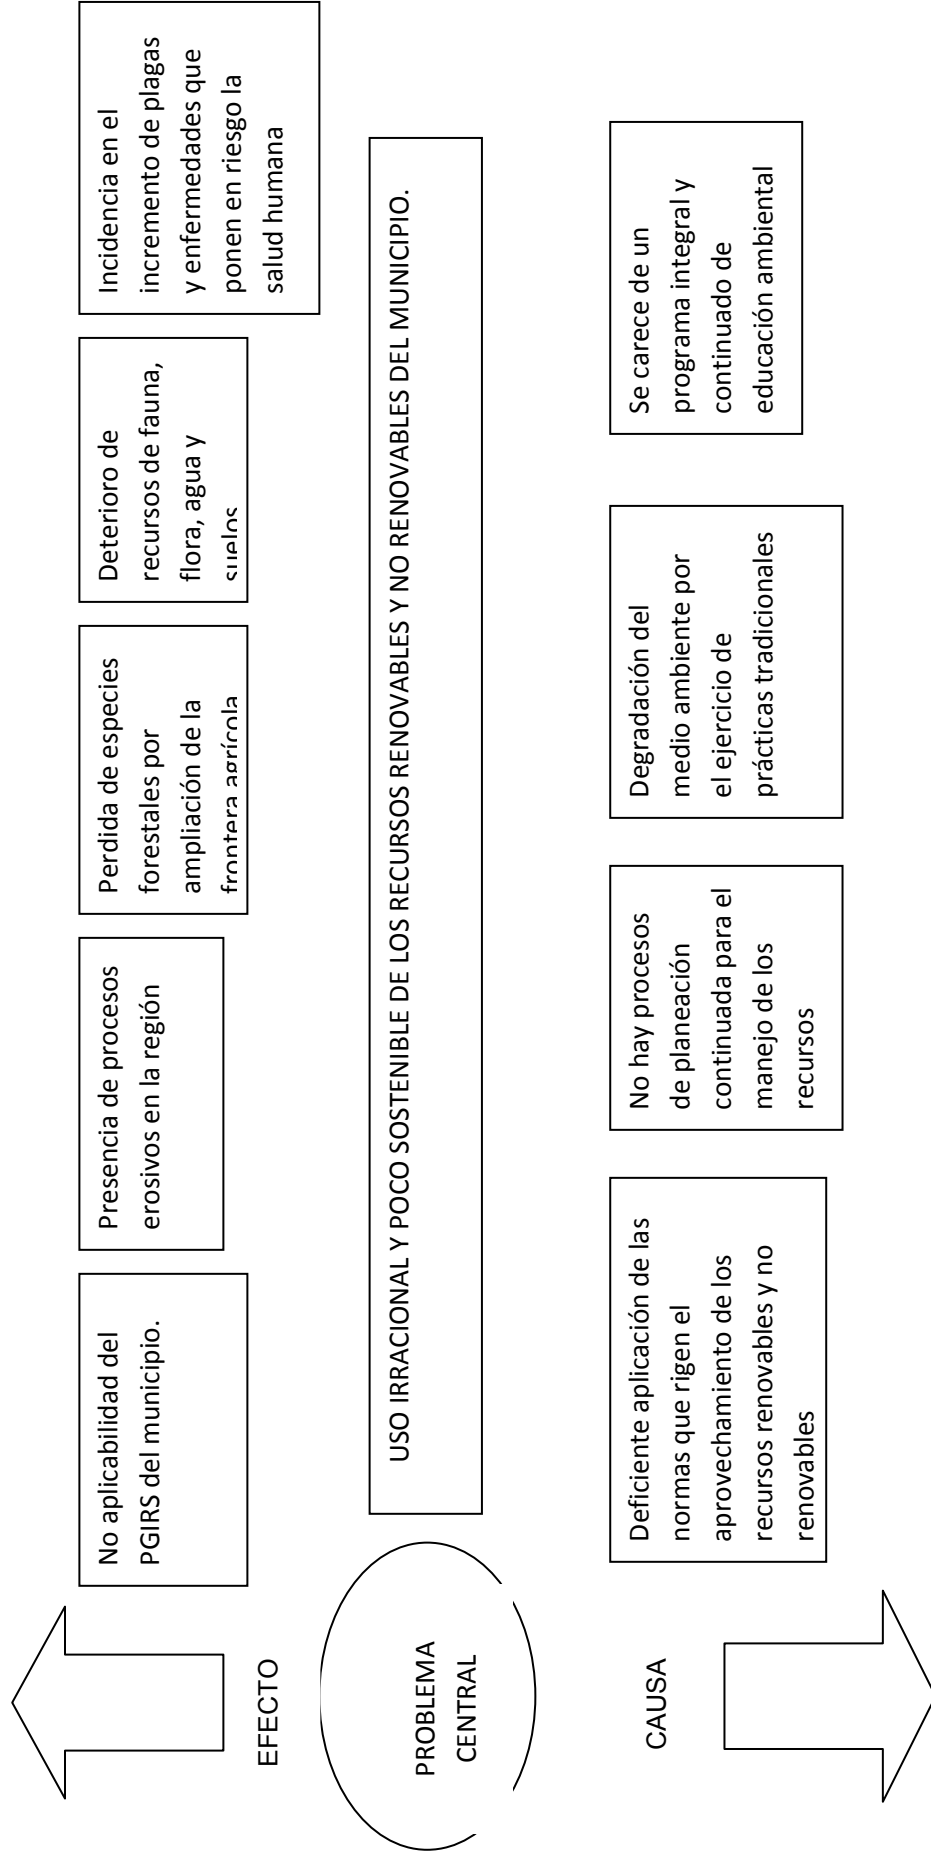 EFECTO
No aplicabilidad del
PGIRS del municipio.
Presencia de procesos
erosivos en la región
Perdida de especies
forestales por
ampliación de la
frontera agrícola
Deterioro de
recursos de fauna,
flora, agua y
suelos
Incidencia en el
incremento de plagas
y enfermedades que
ponen en riesgo la
salud humana
PROBLEMA
CENTRAL
USO IRRACIONAL Y POCO SOSTENIBLE DE LOS RECURSOS RENOVABLES Y NO RENOVABLES DEL MUNICIPIO.
CAUSA
Deficiente aplicación de las
normas que rigen el
aprovechamiento de los
recursos renovables y no
renovables
No hay procesos
de planeación
continuada para el
manejo de los
recursos
Degradación del
medio ambiente por
el ejercicio de
prácticas tradicionales
Se carece de un
programa integral y
continuado de
educación ambiental